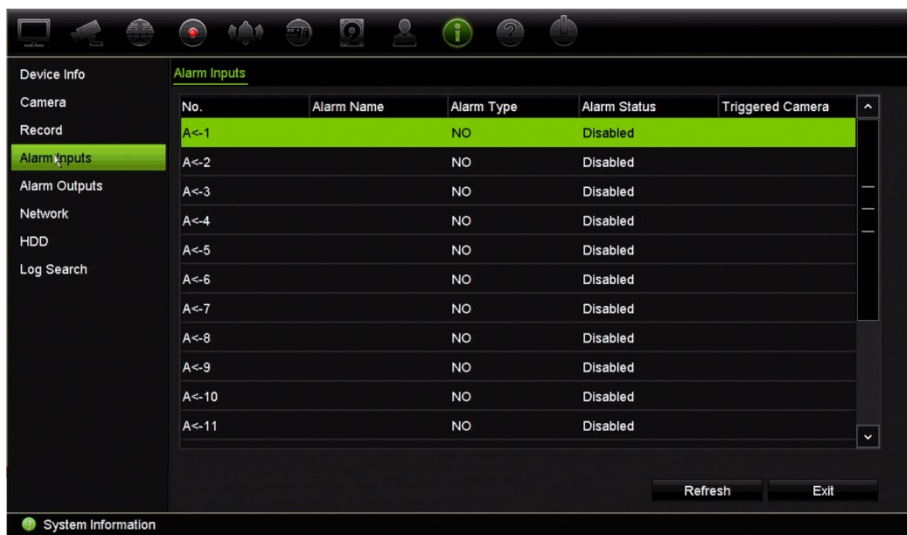 Device Info
Camera
Record
Alarm Inputs
Alarm Outputs
Network
HDD
Log Search
Alarm Inputs
No. Alarm Name Alarm Type Alarm Status Triggered Camera
A<-1 NO Disabled
A<-2 NO Disabled
A<-3 NO Disabled
A<-4 NO Disabled
A<-5 NO Disabled
A<-6 NO Disabled
A<-7 NO Disabled
A<-8 NO Disabled
A<-9 NO Disabled
A<-10 NO Disabled
A<-11 NO Disabled
Refresh Exit
System Information